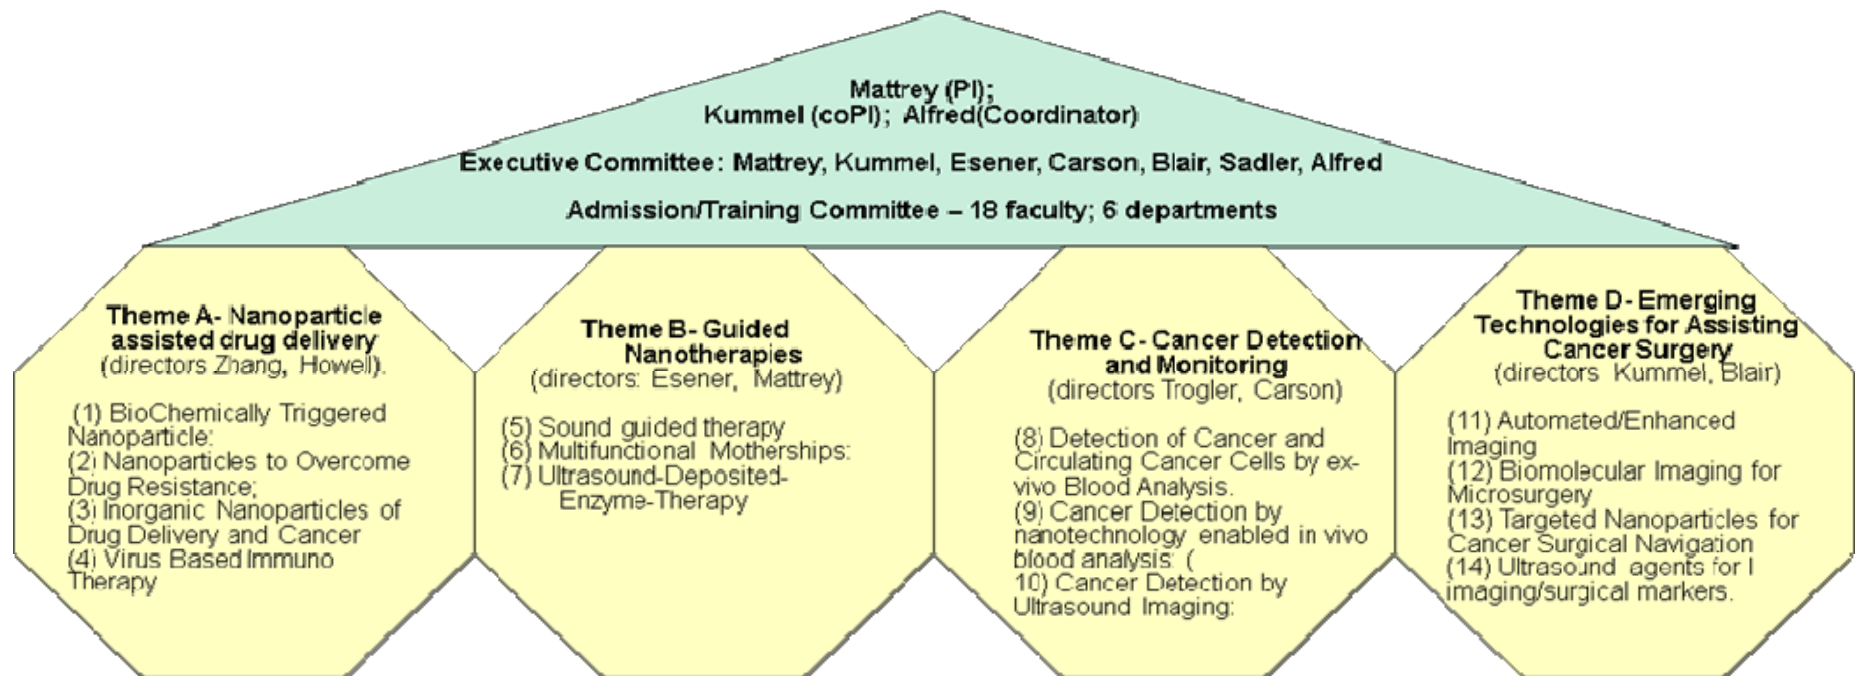 Mattrey (PI);
Kummel (coPI); Alfred(Coordinator)
Executive Committee: Mattrey, Kummel, Esener, Carson, Blair, Sadler, Alfred
Admission/Training Committee – 18 faculty; 6 departments
Theme A- Nanoparticle
assisted drug delivery
(directors Zhang, Howell).
(1) BioChemically Triggered
Nanoparticle:
(2) Nanoparticles to Overcome
Drug Resistance;
(3) Inorganic Nanoparticles of
Drug Delivery and Cancer
(4) Virus Based Immuno
Therapy
Theme B- Guided
Nanotherapies
(directors: Esener, Mattrey)
(5) Sound guided therapy
(6) Multifunctional Motherships:
(7) Ultrasound-Deposited-
Enzyme-Therapy
Theme C- Cancer Detection
and Monitoring
(directors Trogler, Carson)
(8) Detection of Cancer and
Circulating Cancer Cells by ex-
vivo Blood Analysis.
(9) Cancer Detection by
nanotechnology enabled in vivo
blood analysis: (
10) Cancer Detection by
Ultrasound Imaging:
Theme D- Emerging
Technologies for Assisting
Cancer Surgery
(directors Kummel, Blair)
(11) Automated/Enhanced
Imaging
(12) Biomolecular Imaging for
Microsurgery
(13) Targeted Nanoparticles for
Cancer Surgical Navigation
(14) Ultrasound agents for I
imaging/surgical markers.